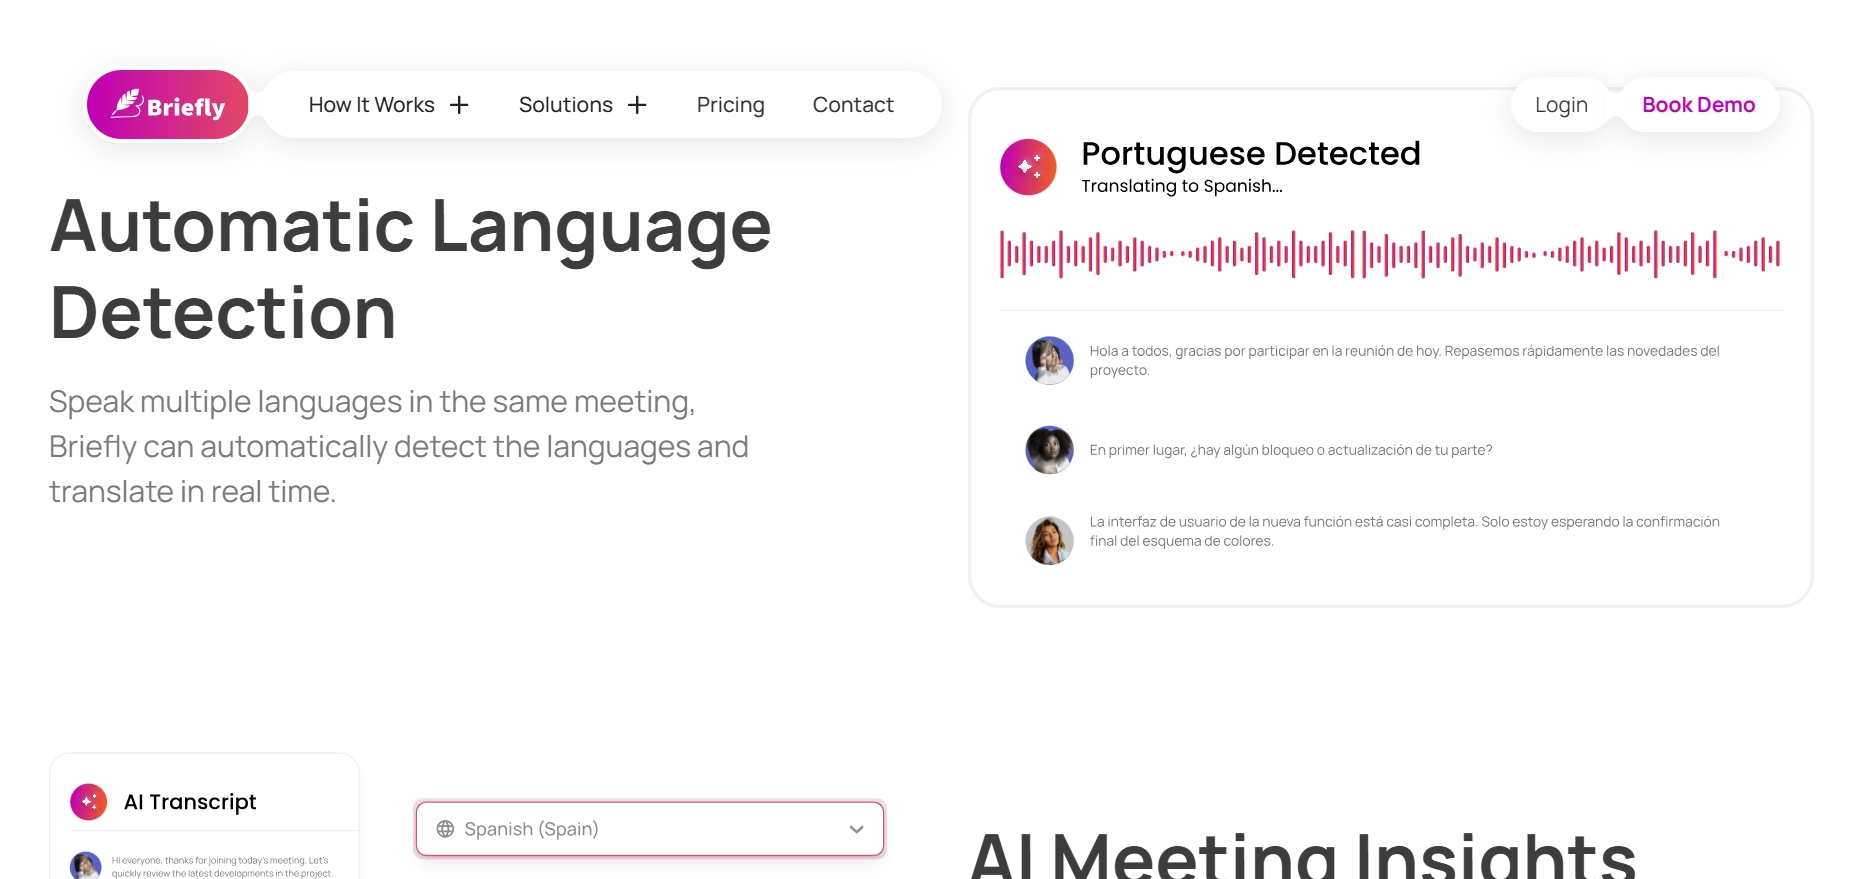 Briefly
How It Works
Solutions
Pricing
Contact
Login
Book Demo
Automatic Language
Detection
Speak multiple languages in the same meeting,
Briefly can automatically detect the languages and
translate in real time.
Portuguese Detected
Translating to Spanish...
Hola a todos, gracias por participar en la reunión de hoy. Repasemos rápidamente las novedades del
proyecto.
En primer lugar, ¿hay algún bloqueo o actualización de tu parte?
La interfaz de usuario de la nueva función está casi completa. Solo estoy esperando la confirmación
final del esquema de colores.
AI Transcript
Hi everyone, thanks for joining today's meeting. Let's
quickly review the latest developments in the project.
Spanish (Spain)
AI Meeting Insights